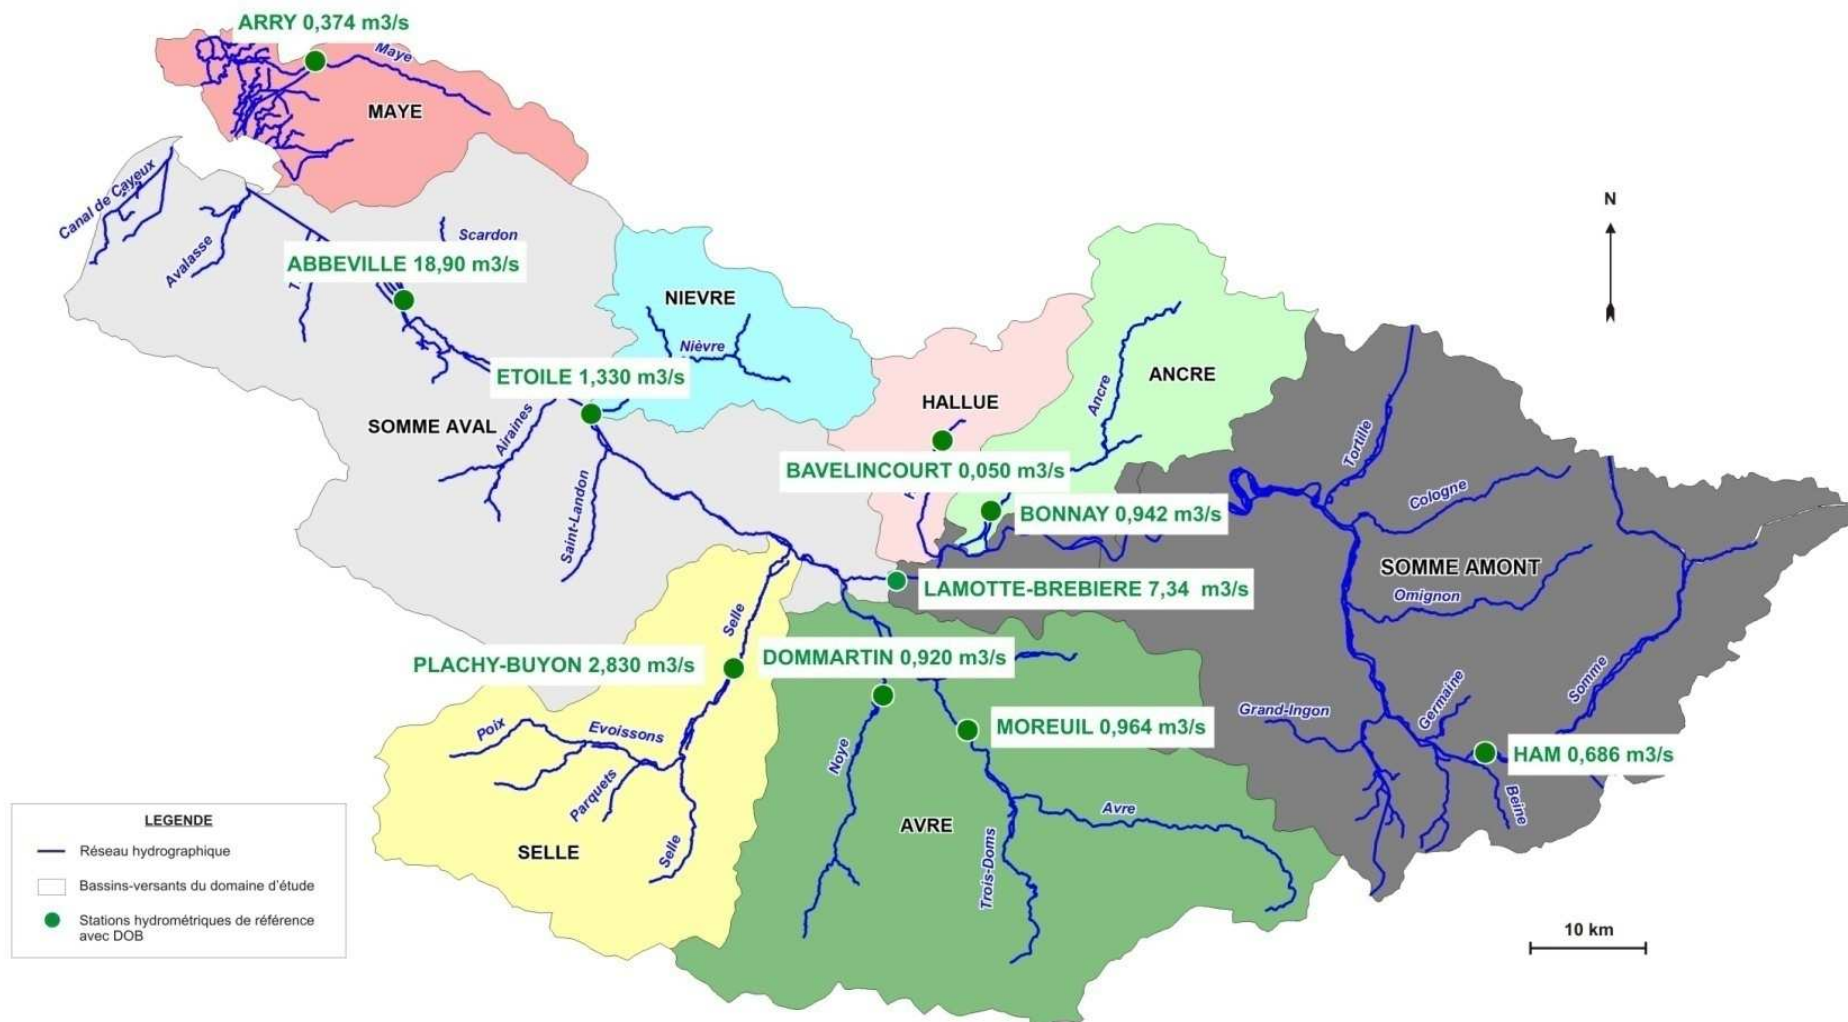 ARRY 0,374 m3/s
Maye
MAYE
N
Canal de Cayeux
Avalasse
Scardon
ABBEVILLE 18,90 m3/s
NIEVRE
Nièvre
ETOILE 1,330 m3/s
ANCRE
Ancre
HALLUE
SOMME AVAL
Airaines
Saint-Landon
BAVELINCOURT 0,050 m3/s
BONNAY 0,942 m3/s
Tortille
Cologne
SOMME AMONT
Omignon
LAMOTTE-BREBIERE 7,34 m3/s
Selle
PLACHY-BUYON 2,830 m3/s
DOMMARTIN 0,920 m3/s
MOREUIL 0,964 m3/s
Somme
Germaine
Grand-Ingon
HAM 0,686 m3/s
Beine
Poix
Evoissons
Parquets
Noye
Avre
AVRE
Trois-Doms
SELLE
Selle
LEGENDE
Réseau hydrographique
Bassins-versants du domaine d'étude
Stations hydrométriques de référence
avec DOB
10 km